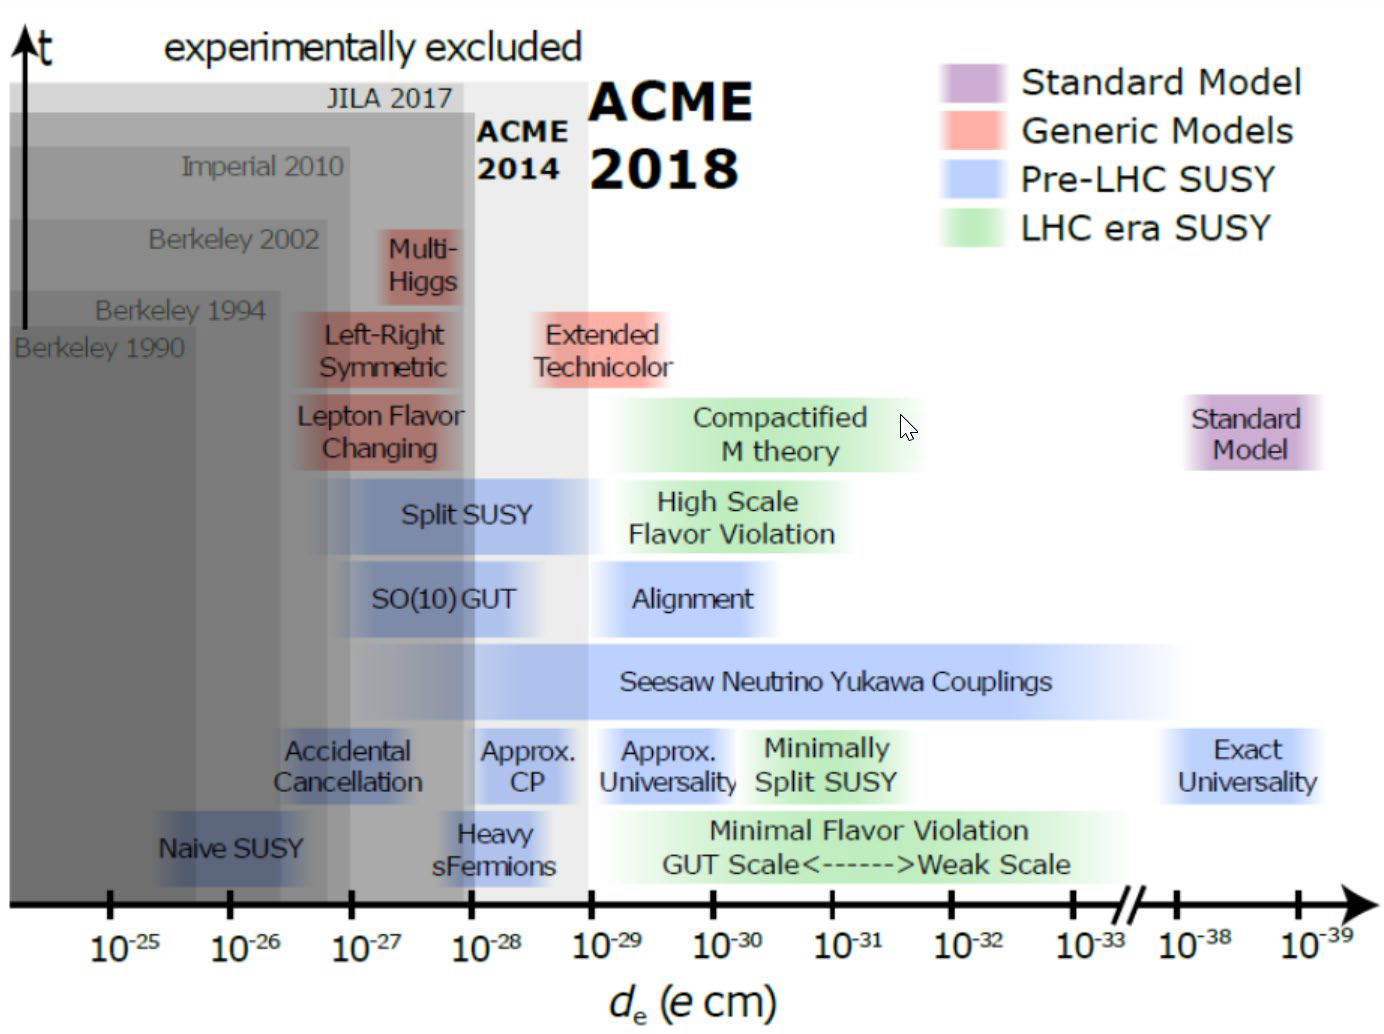 t
experimentally excluded
JILA 2017
ACME
2014
ACME
2018
Standard Model
Generic Models
Pre-LHC SUSY
LHC era SUSY
Imperial 2010
Berkeley 2002
Berkeley 1994
Berkeley 1990
Multi-
Higgs
Left-Right
Symmetric
Extended
Technicolor
Lepton Flavor
Changing
Compactified
M theory
Standard
Model
Split SUSY
High Scale
Flavor Violation
SO(10) GUT
Alignment
Seesaw Neutrino Yukawa Couplings
Accidental
Cancellation
Approx.
CP
Approx.
Universality
Minimally
Split SUSY
Exact
Universality
Naive SUSY
Heavy
sFermions
Minimal Flavor Violation
GUT Scale<------>Weak Scale
10⁻²⁵ 10⁻²⁶ 10⁻²⁷ 10⁻²⁸ 10⁻²⁹ 10⁻³⁰ 10⁻³¹ 10⁻³² 10⁻³³ 10⁻³⁸ 10⁻³⁹
dₑ (e cm)